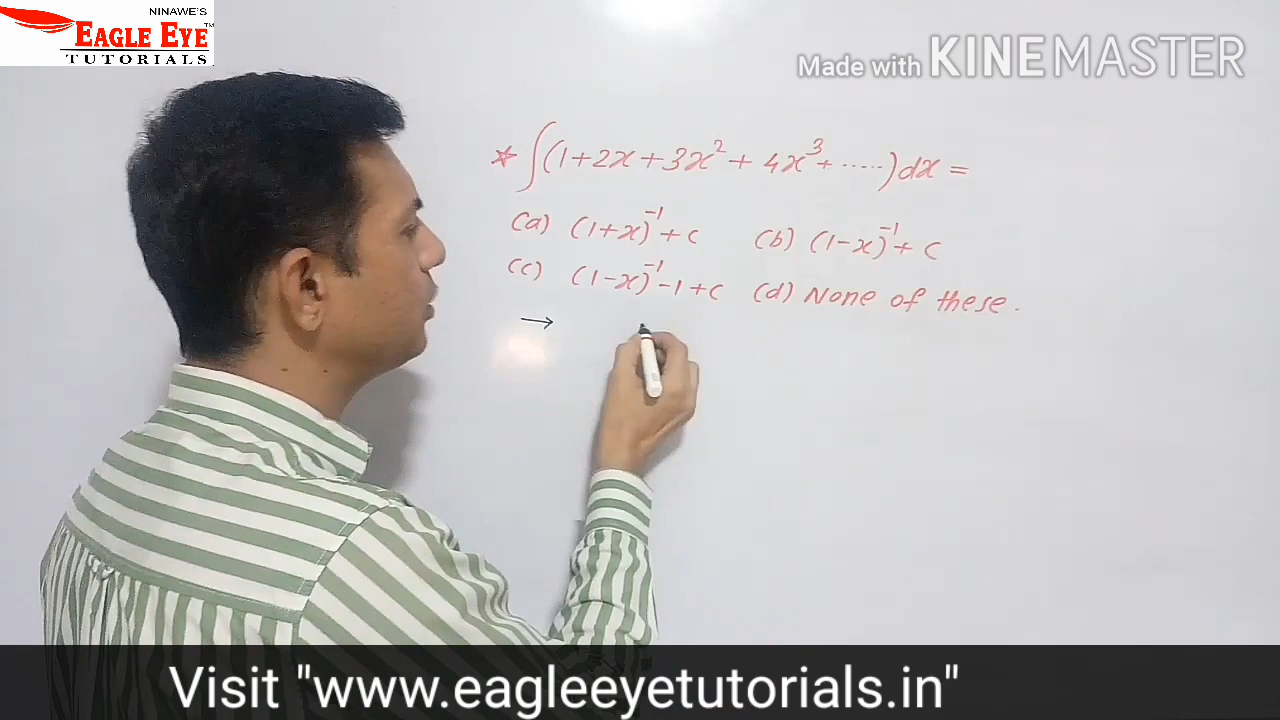 NINAWE'S
EAGLE EYE™
TUTORIALS
Made with KINEMASTER
* ∫(1+2x+3x²+4x³+.....)dx =
(a) (1+x)⁻¹+c (b) (1-x)⁻¹+c
(c) (1-x)⁻¹-1+c (d) None of these.
→
Visit "www.eagleeyetutorials.in"